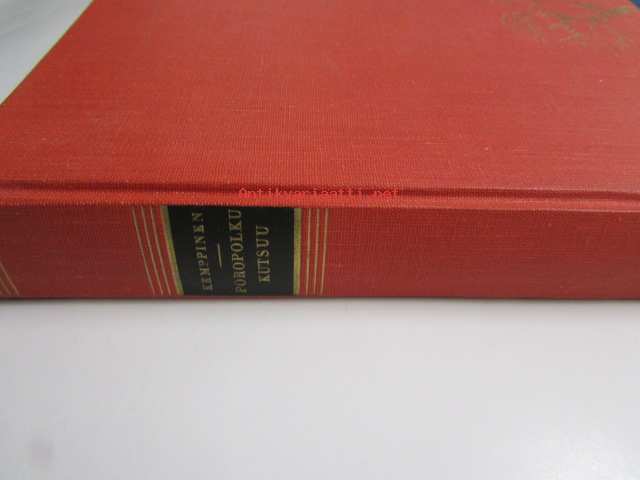 Antikvariaatti.net
KEMPPINEN
POROPOLKU
KUTSUU